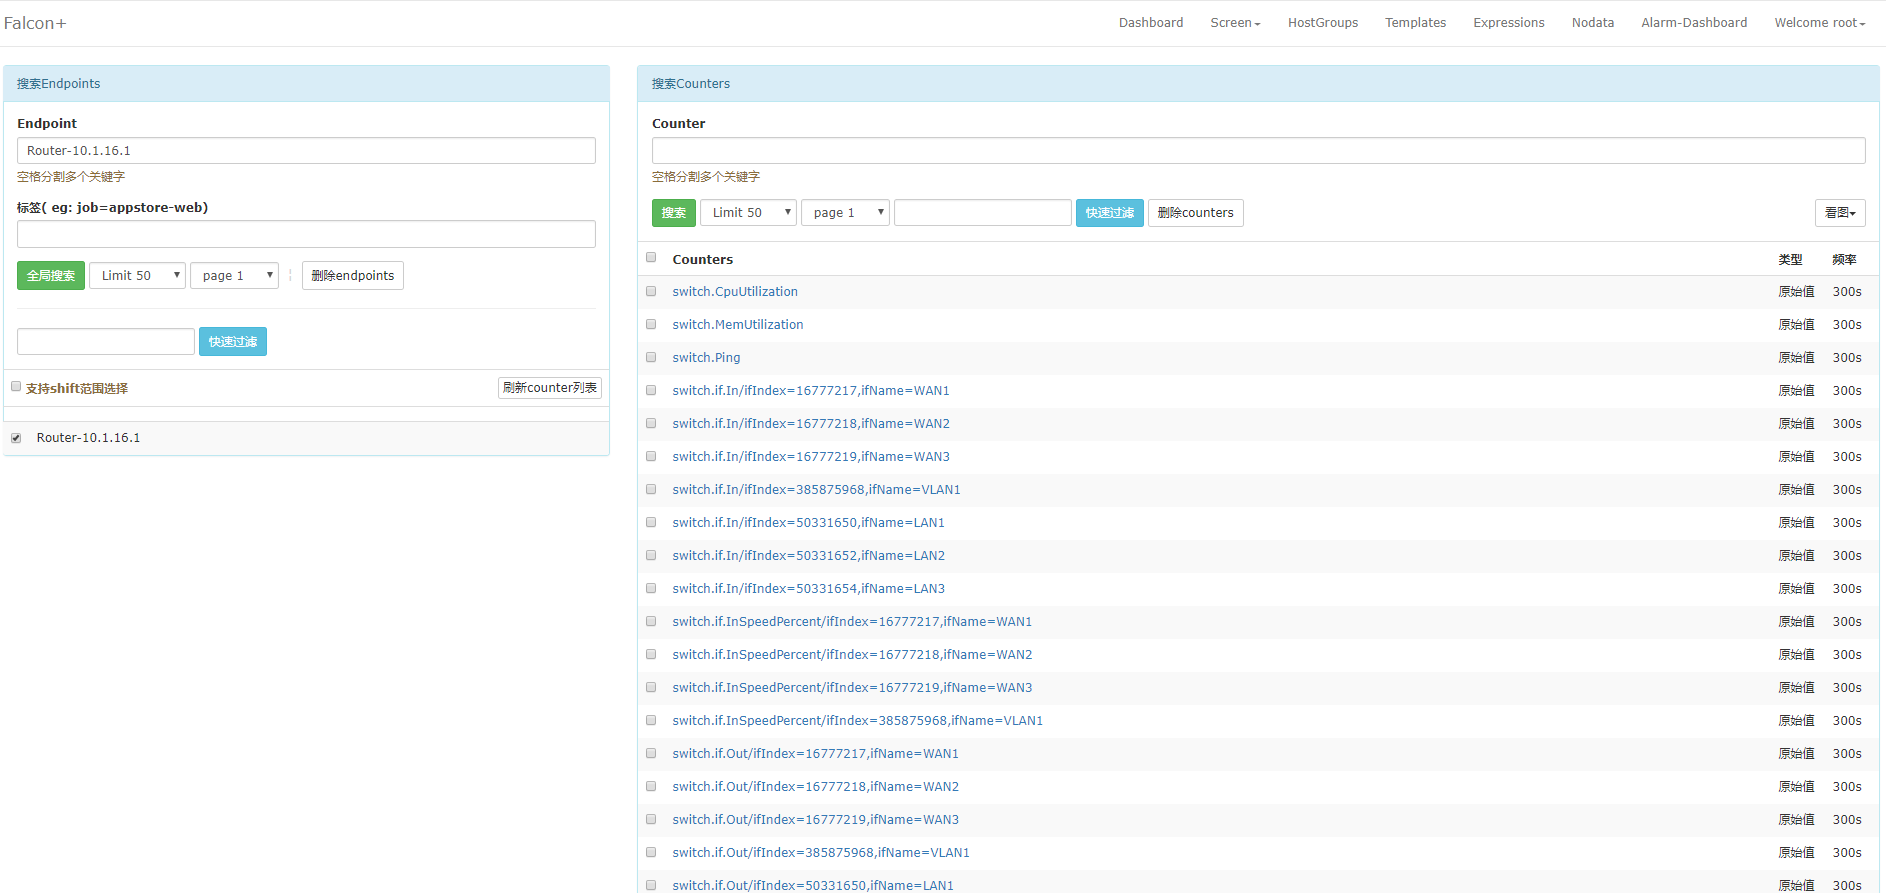 Falcon+
Dashboard Screen HostGroups Templates Expressions Nodata Alarm-Dashboard Welcome root
搜索Endpoints
Endpoint
Router-10.1.16.1
空格分割多个关键字
标签( eg: job=appstore-web)
全局搜索 Limit 50 page 1 ¦ 删除endpoints
快速过滤
支持shift范围选择 刷新counter列表
Router-10.1.16.1
搜索Counters
Counter
空格分割多个关键字
搜索 Limit 50 page 1 快速过滤 删除counters 看图
Counters 类型 频率
switch.CpuUtilization 原始值 300s
switch.MemUtilization 原始值 300s
switch.Ping 原始值 300s
switch.if.In/ifIndex=16777217,ifName=WAN1 原始值 300s
switch.if.In/ifIndex=16777218,ifName=WAN2 原始值 300s
switch.if.In/ifIndex=16777219,ifName=WAN3 原始值 300s
switch.if.In/ifIndex=385875968,ifName=VLAN1 原始值 300s
switch.if.In/ifIndex=50331650,ifName=LAN1 原始值 300s
switch.if.In/ifIndex=50331652,ifName=LAN2 原始值 300s
switch.if.In/ifIndex=50331654,ifName=LAN3 原始值 300s
switch.if.InSpeedPercent/ifIndex=16777217,ifName=WAN1 原始值 300s
switch.if.InSpeedPercent/ifIndex=16777218,ifName=WAN2 原始值 300s
switch.if.InSpeedPercent/ifIndex=16777219,ifName=WAN3 原始值 300s
switch.if.InSpeedPercent/ifIndex=385875968,ifName=VLAN1 原始值 300s
switch.if.Out/ifIndex=16777217,ifName=WAN1 原始值 300s
switch.if.Out/ifIndex=16777218,ifName=WAN2 原始值 300s
switch.if.Out/ifIndex=16777219,ifName=WAN3 原始值 300s
switch.if.Out/ifIndex=385875968,ifName=VLAN1 原始值 300s
switch.if.Out/ifIndex=50331650,ifName=LAN1 原始值 300s